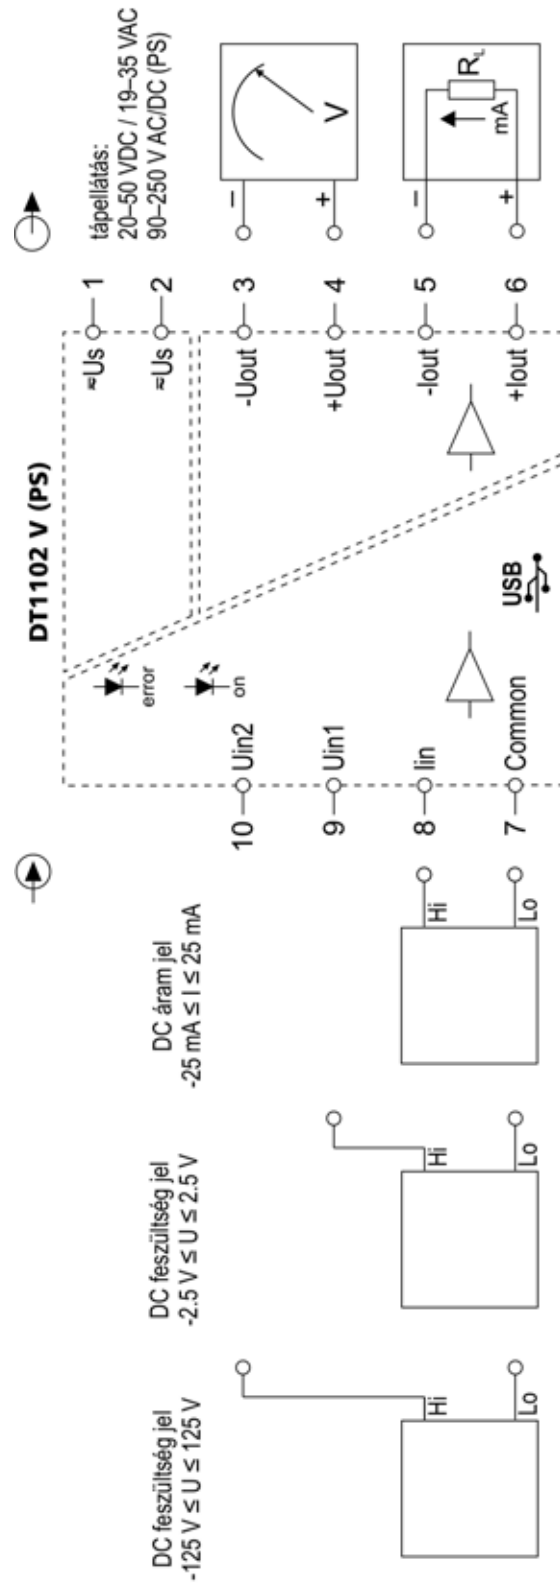 DC feszültség jel
-125 V ≤ U ≤ 125 V
Hi
Lo
DC feszültség jel
-2.5 V ≤ U ≤ 2.5 V
Hi
Lo
DC áram jel
-25 mA ≤ I ≤ 25 mA
Hi
Lo
DT1102 V (PS)
10 Uin2
9 Uin1
8 Iin
7 Common
error
on
USB
≂Us 1
≂Us 2
-Uout 3
+Uout 4
-Iout 5
+Iout 6
tápellátás:
20–50 VDC / 19–35 VAC
90–250 V AC/DC (PS)
–
+
V
–
+
mA
RL